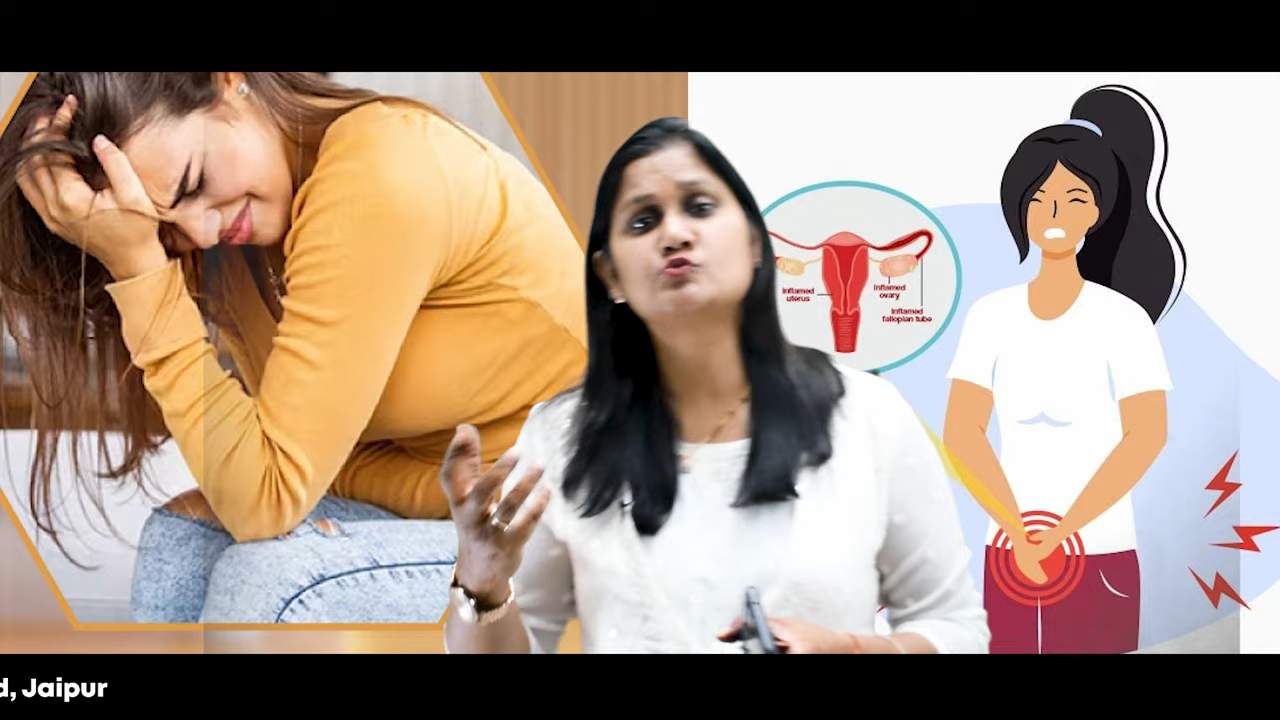 Inflamed
uterus
Inflamed
ovary
Inflamed
fallopian tube
d, Jaipur